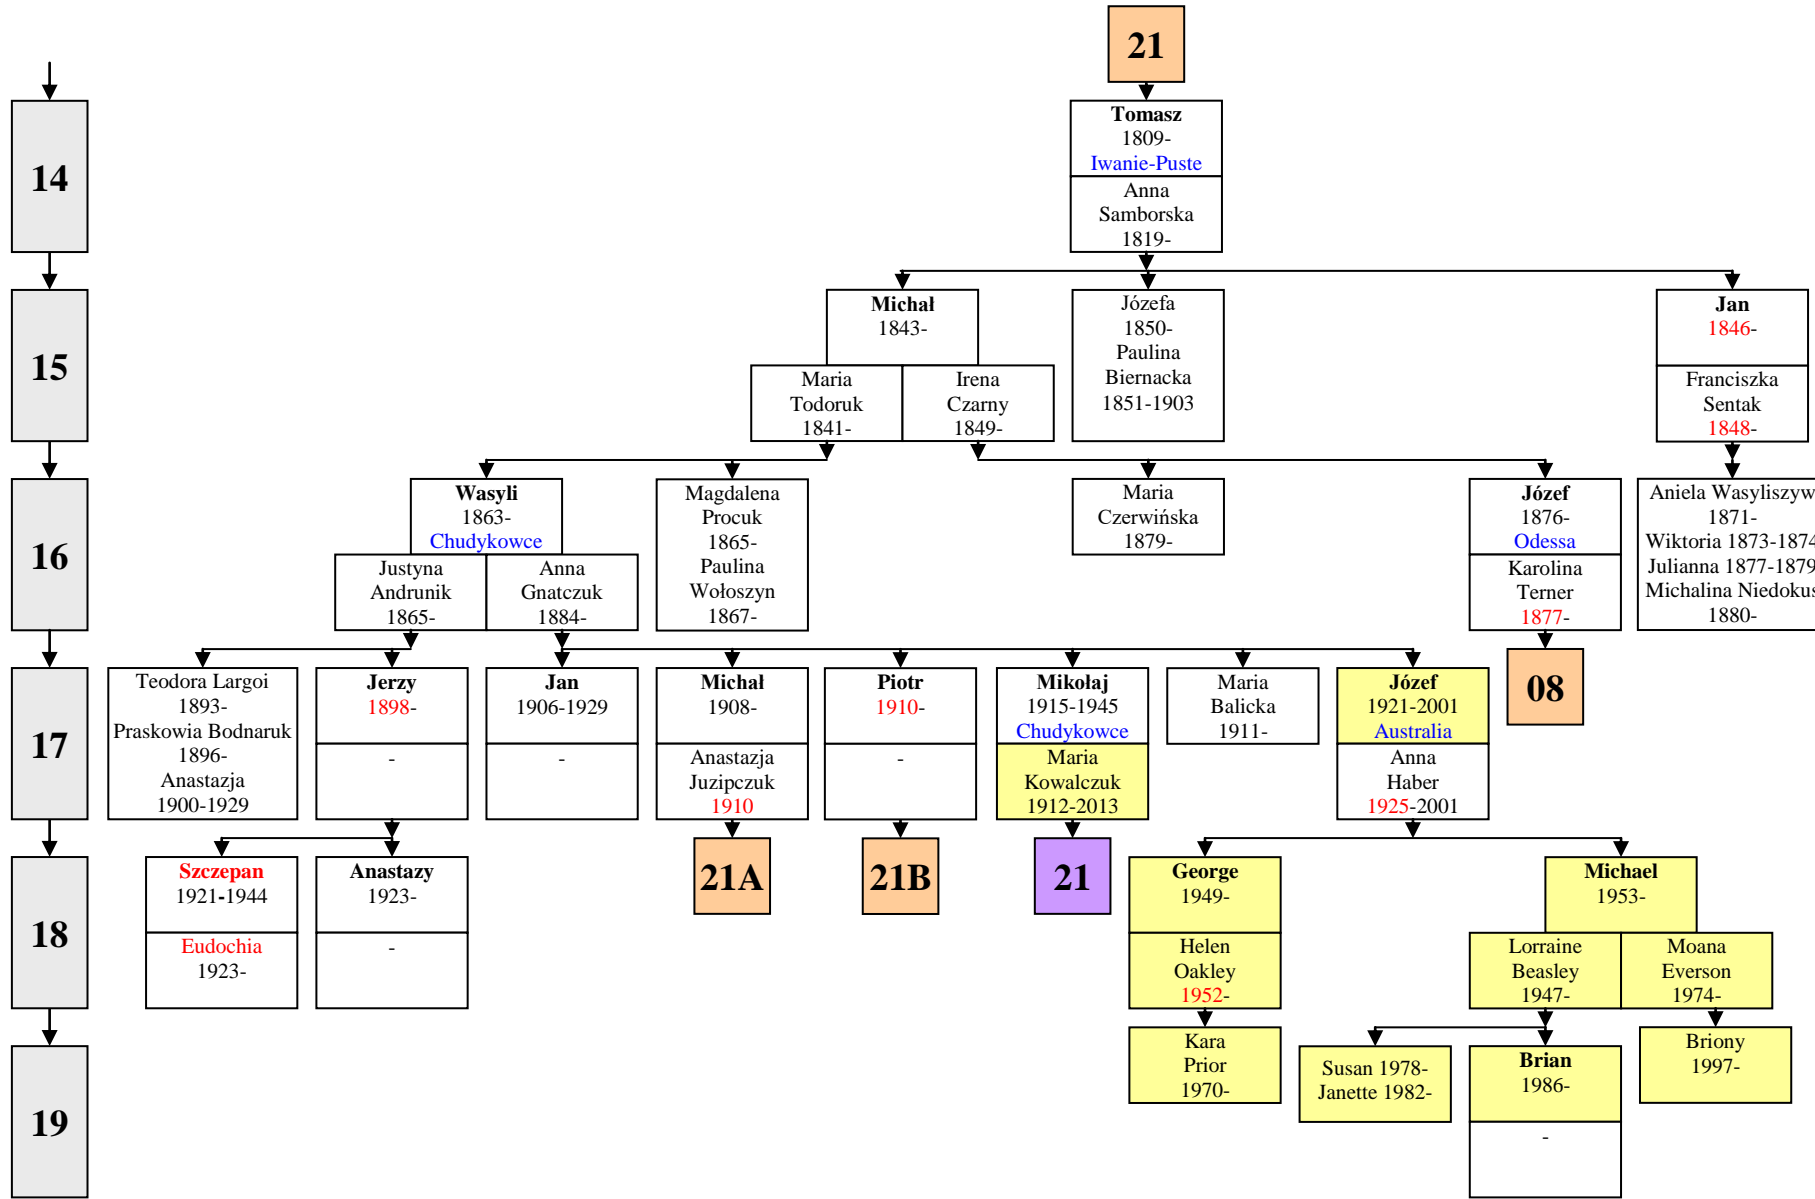 21
14
Tomasz
1809-
Iwanie-Puste
Anna
Samborska
1819-
15
Michał
1843-
Maria
Todoruk
1841-
Irena
Czarny
1849-
Józefa
1850-
Paulina
Biernacka
1851-1903
Jan
1846-
Franciszka
Sentak
1848-
16
Wasyli
1863-
Chudykowce
Justyna
Andrunik
1865-
Anna
Gnatczuk
1884-
Magdalena
Procuk
1865-
Paulina
Wołoszyn
1867-
Maria
Czerwińska
1879-
Józef
1876-
Odessa
Karolina
Terner
1877-
Aniela Wasyliszyw
1871-
Wiktoria 1873-1874
Julianna 1877-1879
Michalina Niedokus
1880-
17
Teodora Largoi
1893-
Praskowia Bodnaruk
1896-
Anastazja
1900-1929
Jerzy
1898-
-
Jan
1906-1929
-
Michał
1908-
Anastazja
Juzipczuk
1910
Piotr
1910-
-
Mikołaj
1915-1945
Chudykowce
Maria
Kowalczuk
1912-2013
Maria
Balicka
1911-
Józef
1921-2001
Australia
Anna
Haber
1925-2001
08
18
Szczepan
1921-1944
Eudochia
1923-
Anastazy
1923-
-
21A
21B
21
George
1949-
Helen
Oakley
1952-
Michael
1953-
Lorraine
Beasley
1947-
Moana
Everson
1974-
19
Kara
Prior
1970-
Susan 1978-
Janette 1982-
Brian
1986-
-
Briony
1997-